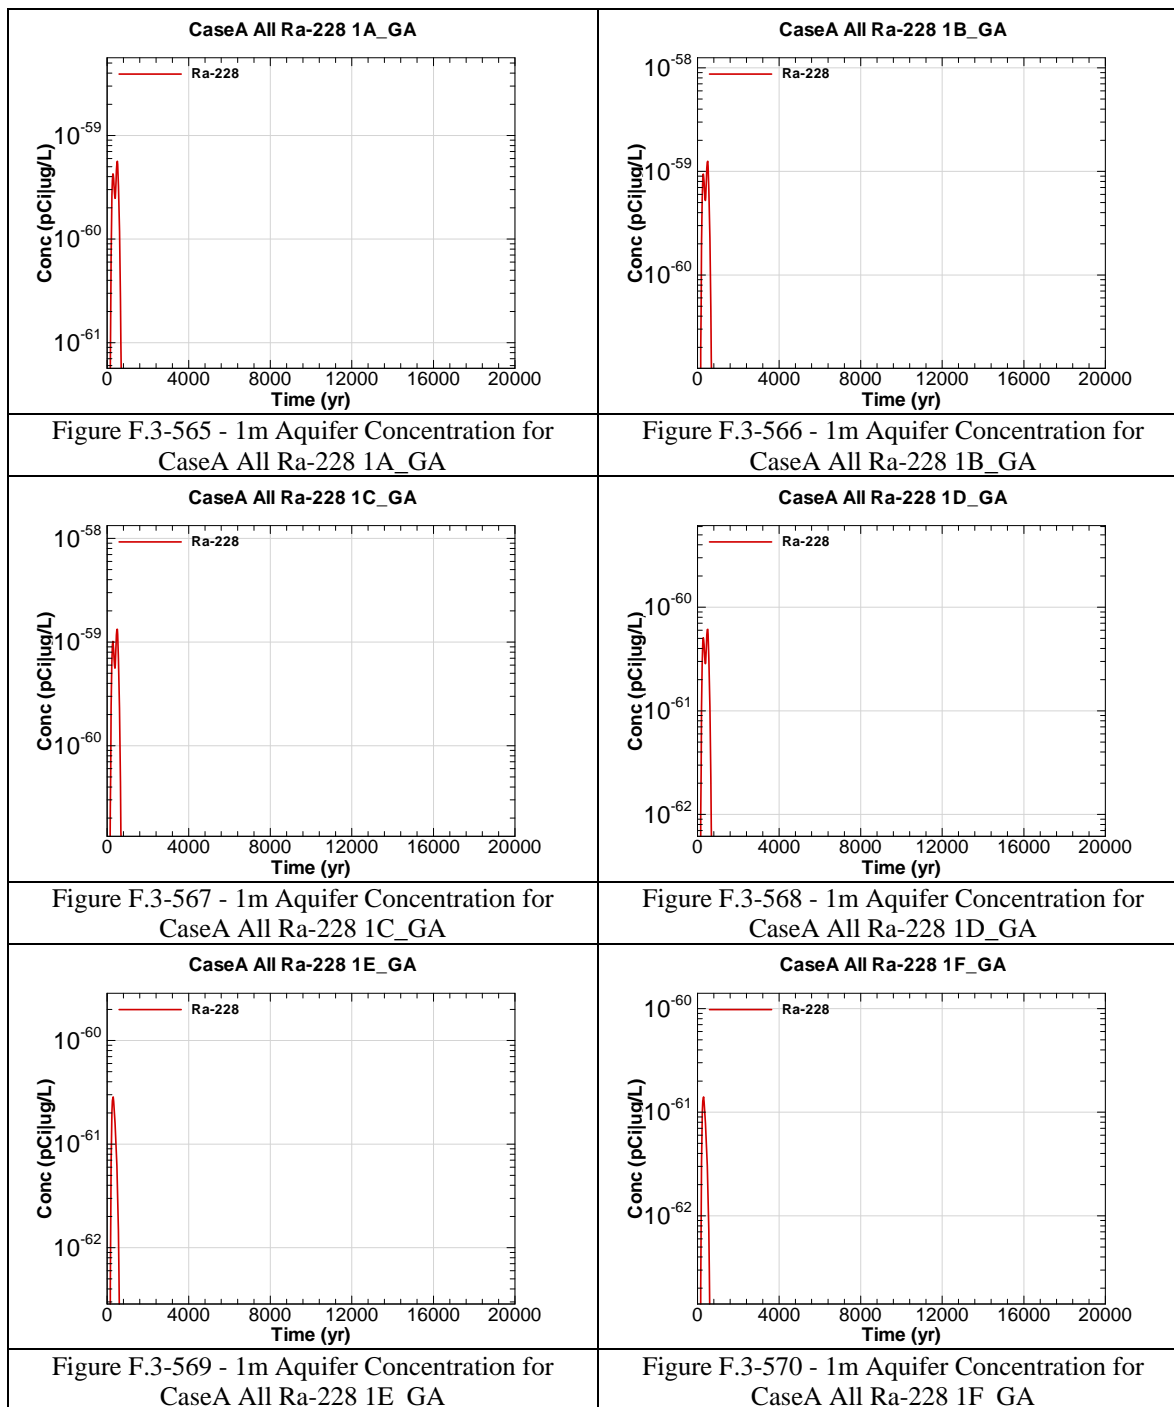 CaseA All Ra-228 1A_GA
Ra-228
10-59
10-60
10-61
Conc (pCi|ug/L)
0 4000 8000 12000 16000 20000
Time (yr)
Figure F.3-565 - 1m Aquifer Concentration for
CaseA All Ra-228 1A_GA
CaseA All Ra-228 1B_GA
Ra-228
10-58
10-59
10-60
Conc (pCi|ug/L)
0 4000 8000 12000 16000 20000
Time (yr)
Figure F.3-566 - 1m Aquifer Concentration for
CaseA All Ra-228 1B_GA
CaseA All Ra-228 1C_GA
Ra-228
10-58
10-59
10-60
Conc (pCi|ug/L)
0 4000 8000 12000 16000 20000
Time (yr)
Figure F.3-567 - 1m Aquifer Concentration for
CaseA All Ra-228 1C_GA
CaseA All Ra-228 1D_GA
Ra-228
10-60
10-61
10-62
Conc (pCi|ug/L)
0 4000 8000 12000 16000 20000
Time (yr)
Figure F.3-568 - 1m Aquifer Concentration for
CaseA All Ra-228 1D_GA
CaseA All Ra-228 1E_GA
Ra-228
10-60
10-61
10-62
Conc (pCi|ug/L)
0 4000 8000 12000 16000 20000
Time (yr)
Figure F.3-569 - 1m Aquifer Concentration for
CaseA All Ra-228 1E_GA
CaseA All Ra-228 1F_GA
Ra-228
10-60
10-61
10-62
Conc (pCi|ug/L)
0 4000 8000 12000 16000 20000
Time (yr)
Figure F.3-570 - 1m Aquifer Concentration for
CaseA All Ra-228 1F_GA